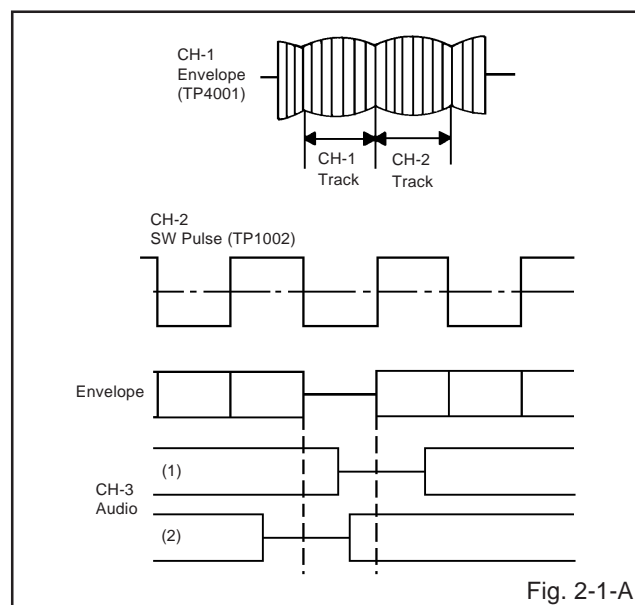 CH-1
Envelope
(TP4001)
CH-1
Track
CH-2
Track
CH-2
SW Pulse (TP1002)
Envelope
CH-3
Audio
(1)
(2)
Fig. 2-1-A